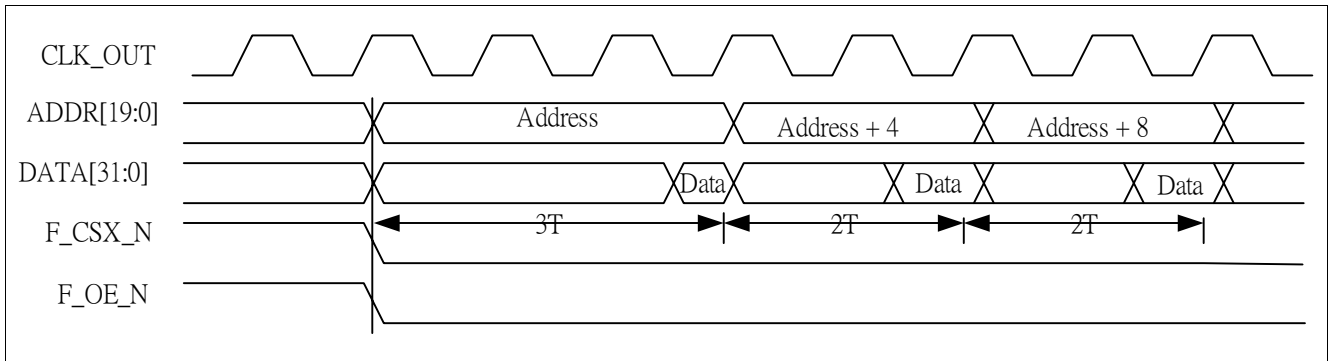 CLK_OUT
ADDR[19:0]
Address
Address + 4
Address + 8
DATA[31:0]
Data
Data
Data
3T
2T
2T
F_CSX_N
F_OE_N